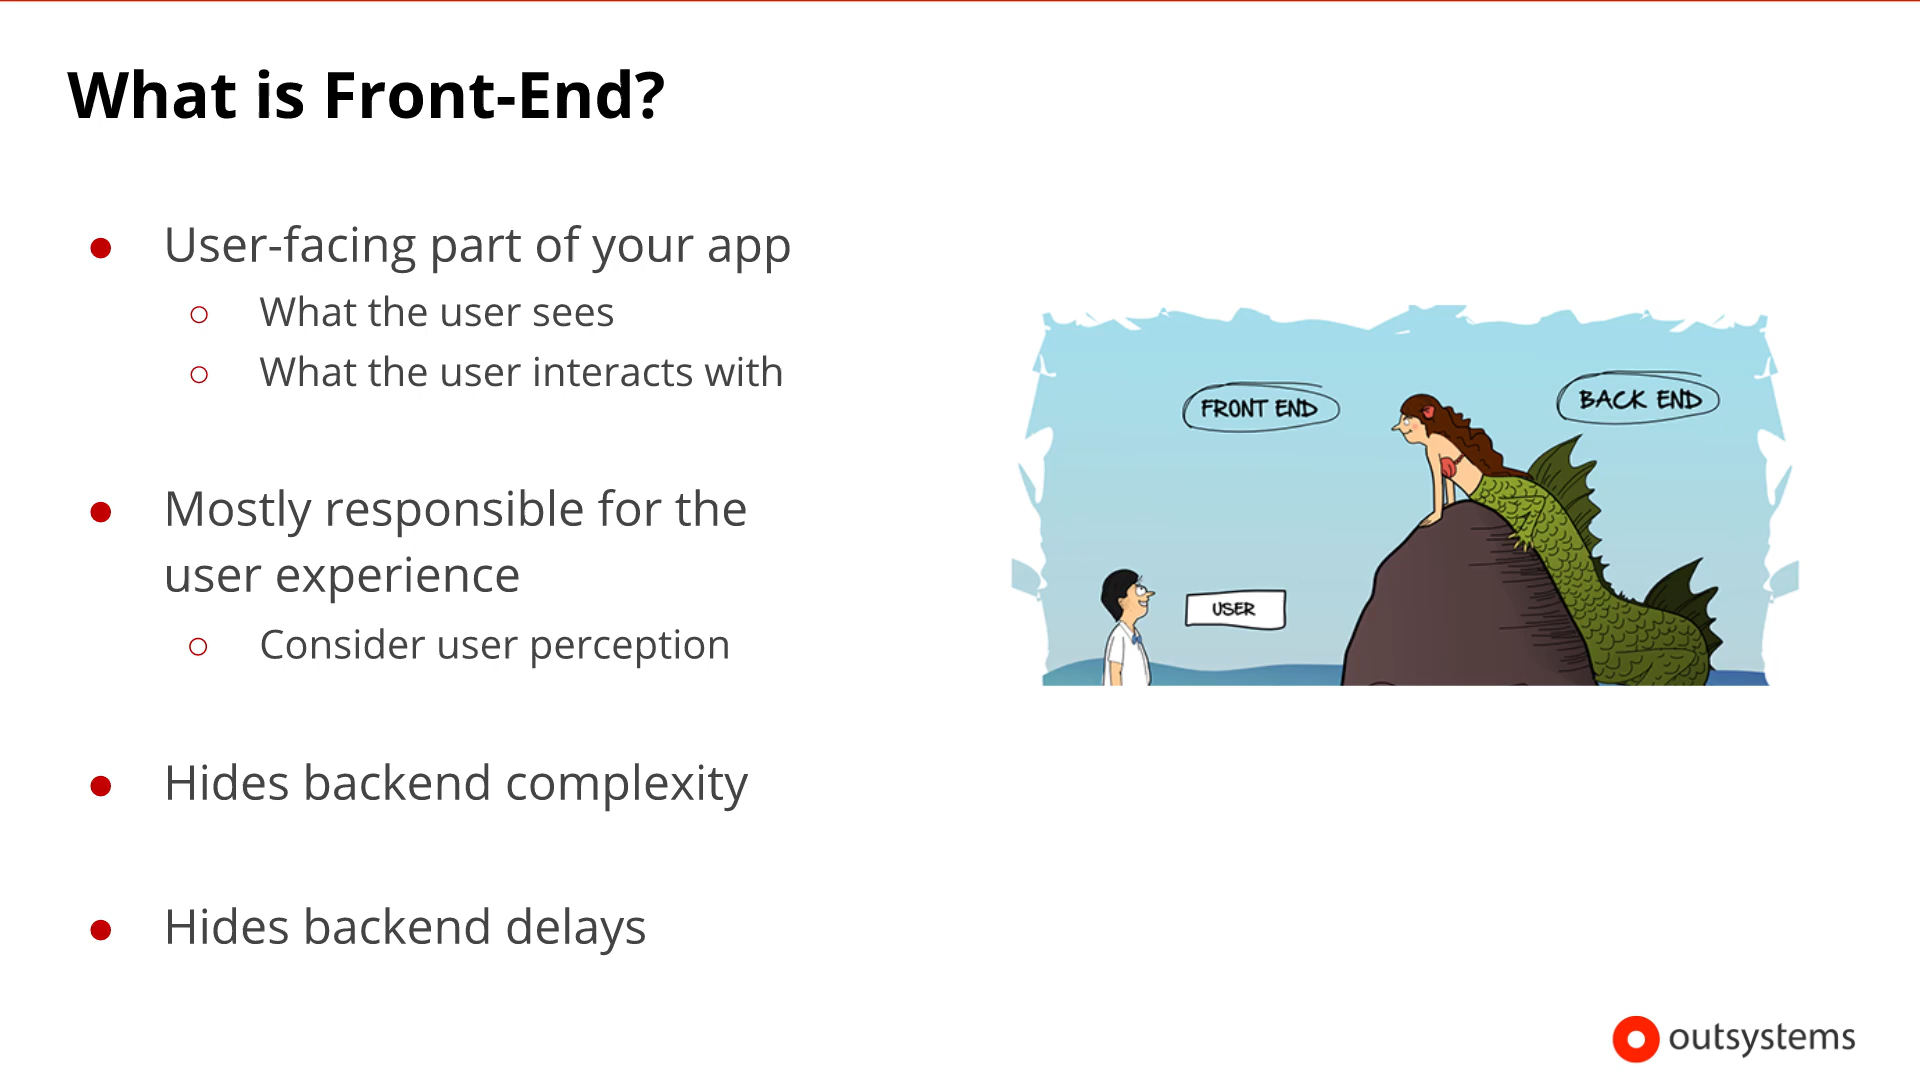 What is Front-End?
● User-facing part of your app
○ What the user sees
○ What the user interacts with
● Mostly responsible for the
user experience
○ Consider user perception
● Hides backend complexity
● Hides backend delays
FRONT END
BACK END
USER
outsystems